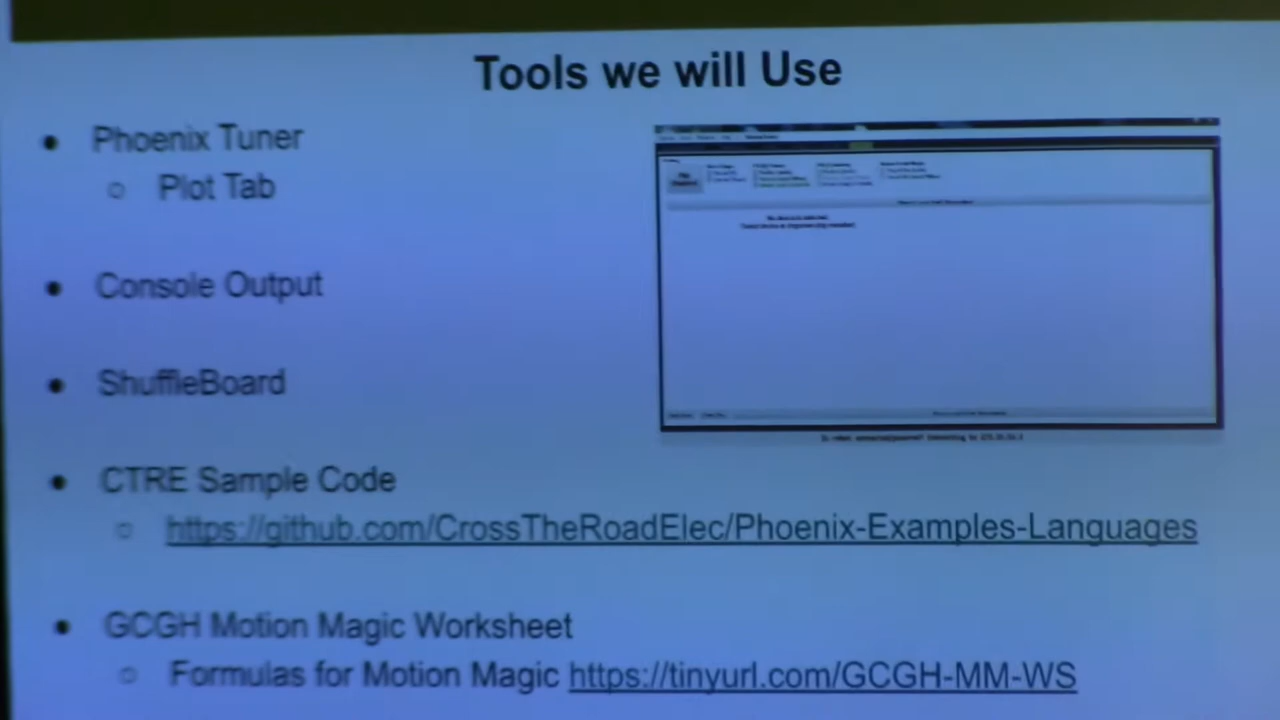 Tools we will Use
• Phoenix Tuner
○ Plot Tab
• Console Output
• ShuffleBoard
• CTRE Sample Code
○ https://github.com/CrossTheRoadElec/Phoenix-Examples-Languages
• GCGH Motion Magic Worksheet
○ Formulas for Motion Magic https://tinyurl.com/GCGH-MM-WS